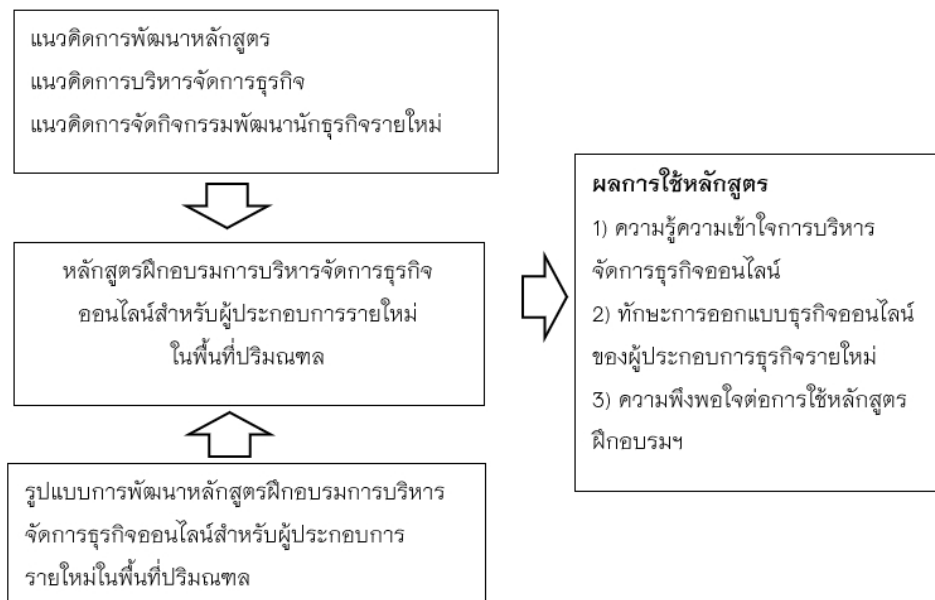 แนวคิดการพัฒนาหลักสูตร
แนวคิดการบริหารจัดการธุรกิจ
แนวคิดการจัดกิจกรรมพัฒนานักธุรกิจรายใหม่
หลักสูตรฝึกอบรมการบริหารจัดการธุรกิจ
ออนไลน์สำหรับผู้ประกอบการรายใหม่
ในพื้นที่ปริมณฑล
รูปแบบการพัฒนาหลักสูตรฝึกอบรมการบริหาร
จัดการธุรกิจออนไลน์สำหรับผู้ประกอบการ
รายใหม่ในพื้นที่ปริมณฑล
ผลการใช้หลักสูตร
1) ความรู้ความเข้าใจการบริหาร
จัดการธุรกิจออนไลน์
2) ทักษะการออกแบบธุรกิจออนไลน์
ของผู้ประกอบการธุรกิจรายใหม่
3) ความพึงพอใจต่อการใช้หลักสูตร
ฝึกอบรมฯ